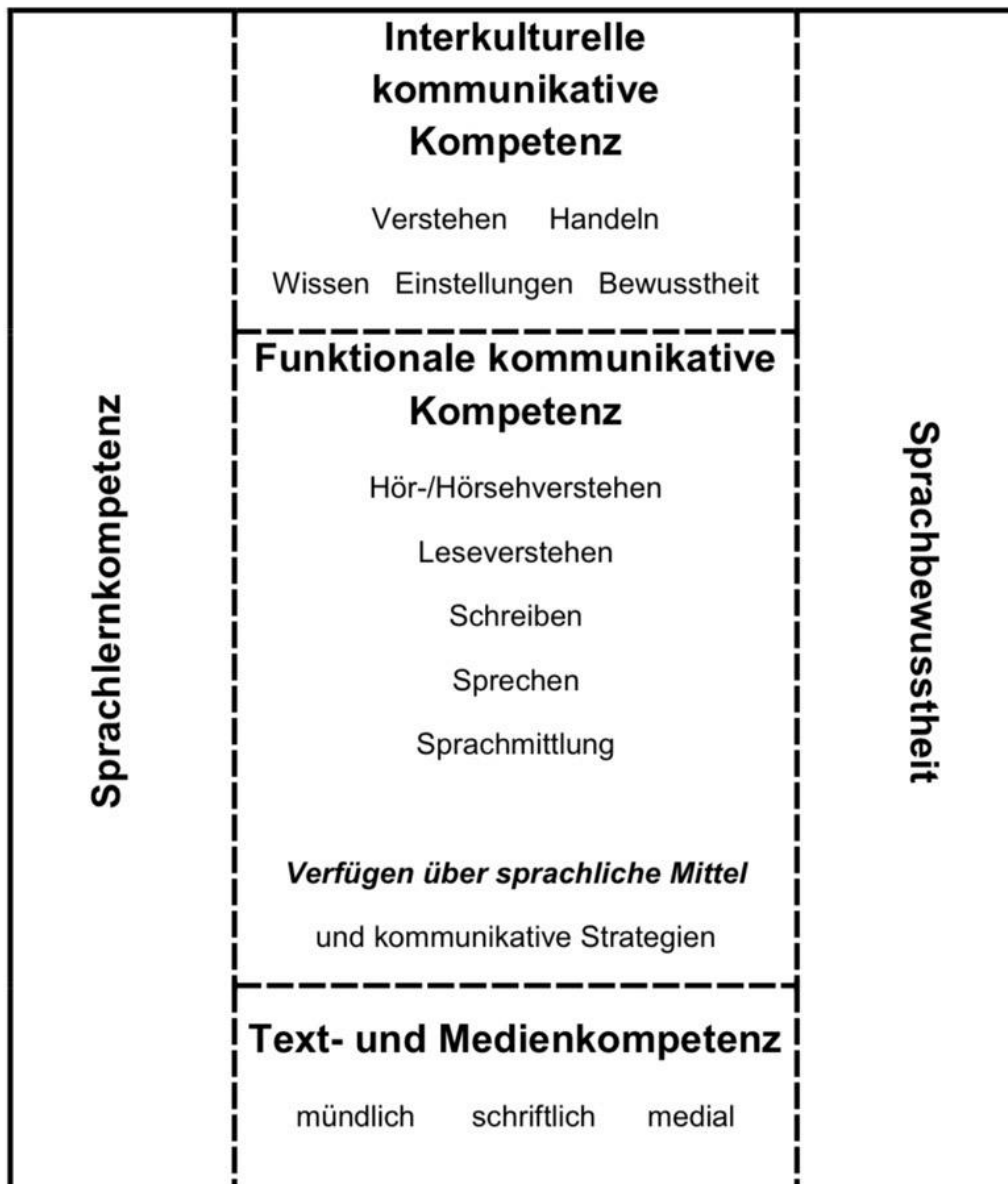 Interkulturelle
kommunikative
Kompetenz
Verstehen Handeln
Wissen Einstellungen Bewusstheit
Funktionale kommunikative
Kompetenz
Hör-/Hörsehverstehen
Leseverstehen
Schreiben
Sprechen
Sprachmittlung
Verfügen über sprachliche Mittel
und kommunikative Strategien
Text- und Medienkompetenz
mündlich schriftlich medial
Sprachlernkompetenz
Sprachbewusstheit